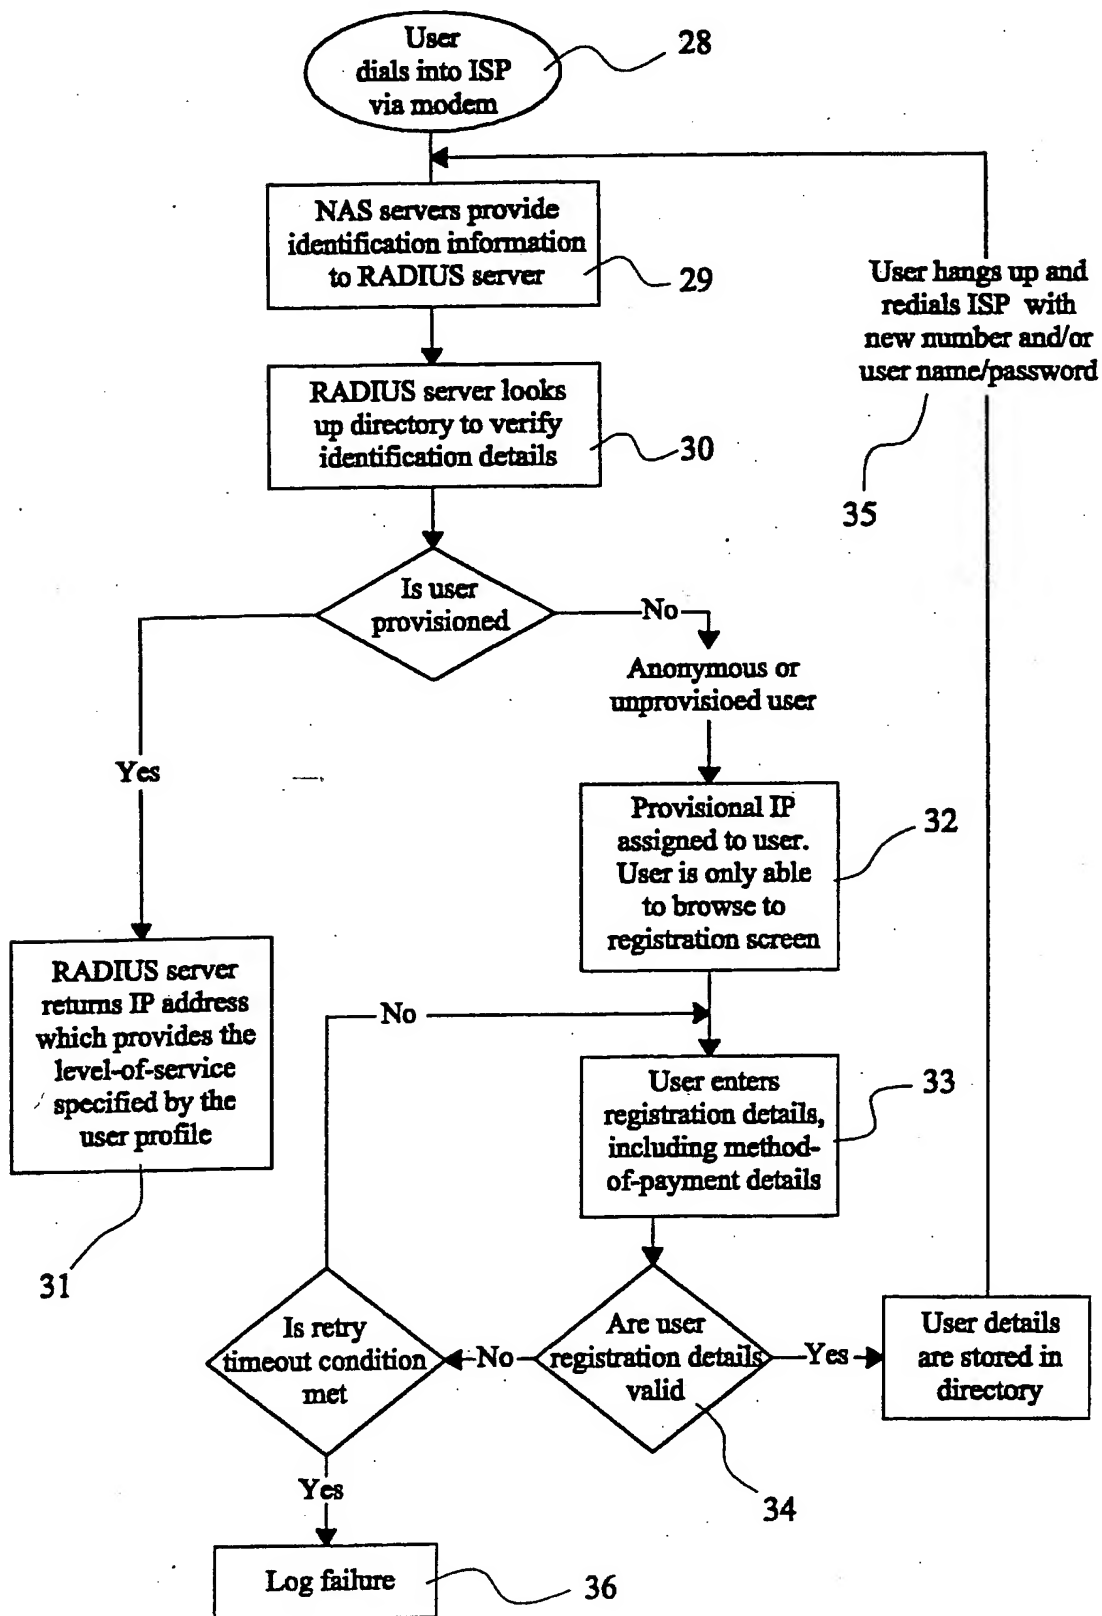 User
dials into ISP
via modem
28
NAS servers provide
identification information
to RADIUS server
29
User hangs up and
redials ISP with
new number and/or
user name/password
35
RADIUS server looks
up directory to verify
identification details
30
Is user
provisioned
No
Anonymous or
unprovisioed user
Yes
Provisional IP
assigned to user.
User is only able
to browse to
registration screen
32
RADIUS server
returns IP address
which provides the
level-of-service
specified by the
user profile
31
No
User enters
registration details,
including method-
of-payment details
33
Is retry
timeout condition
met
No
Are user
registration details
valid
34
Yes
User details
are stored in
directory
Yes
Log failure
36